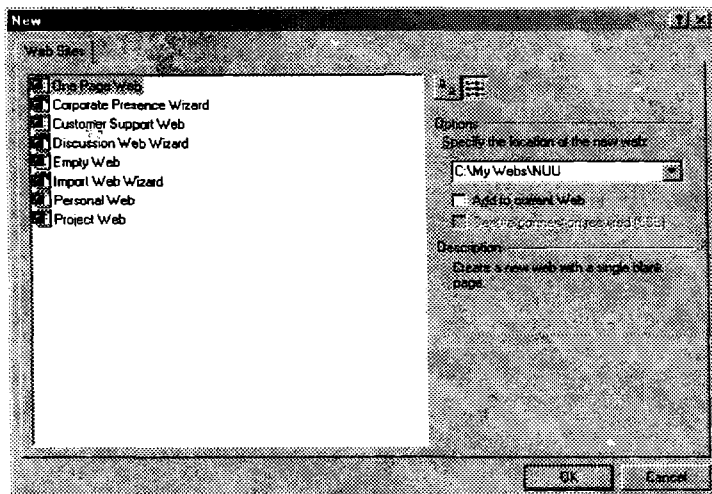 New
Web Sites
One Page Web
Corporate Presence Wizard
Customer Support Web
Discussion Web Wizard
Empty Web
Import Web Wizard
Personal Web
Project Web
Options
Specify the location of the new web:
C:\My Webs\NUU
Add to current Web
Description
Create a new web with a single blank
page.
OK
Cancel